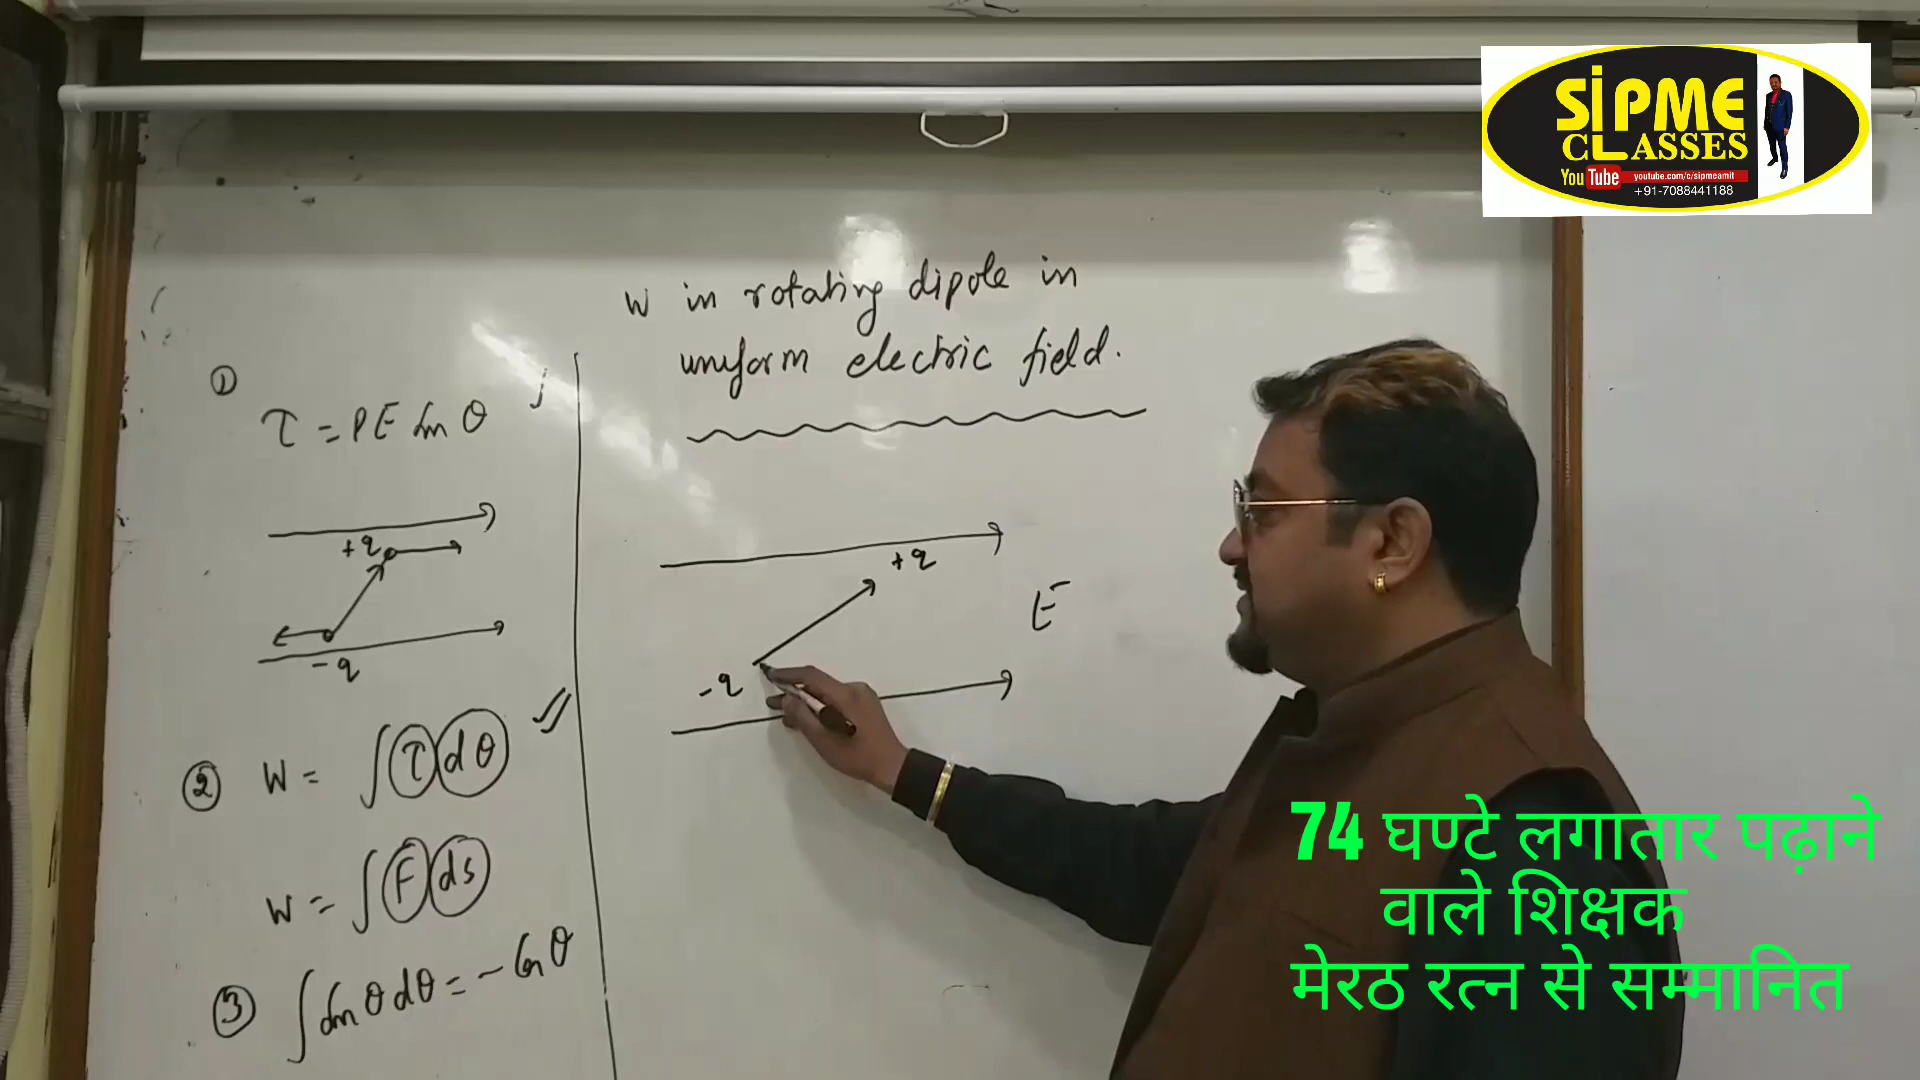 SiPME
CLASSES
YouTube youtube.com/c/sipmeamit
+91-7088441188
W in rotating dipole in
uniform electric field.
①
τ = PE sin θ
+q
-q
② W = ∫ τ dθ
W = ∫ F ds
③ ∫ sin θ dθ = - cos θ
+q
E
-q
74 घण्टे लगातार पढ़ाने
वाले शिक्षक
मेरठ रत्न से सम्मानित